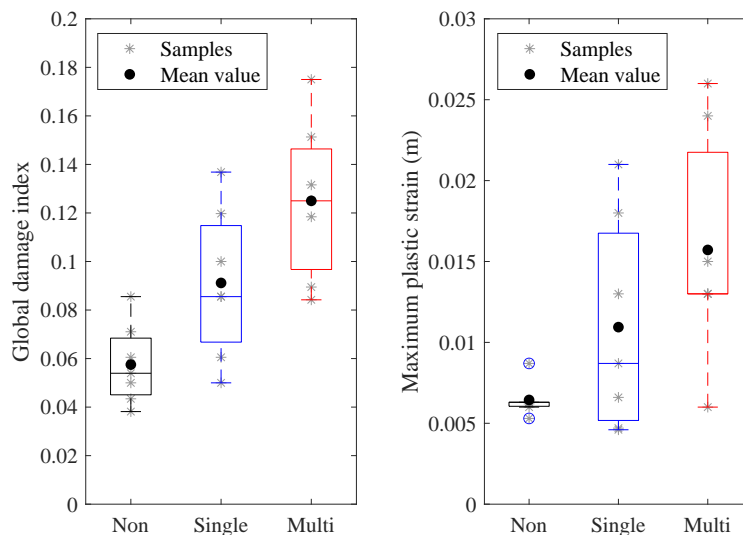 0.2
0.18
0.16
0.14
0.12
0.1
0.08
0.06
0.04
0.02
0
Global damage index
Samples
Mean value
Non Single Multi
0.03
0.025
0.02
0.015
0.01
0.005
0
Maximum plastic strain (m)
Samples
Mean value
Non Single Multi